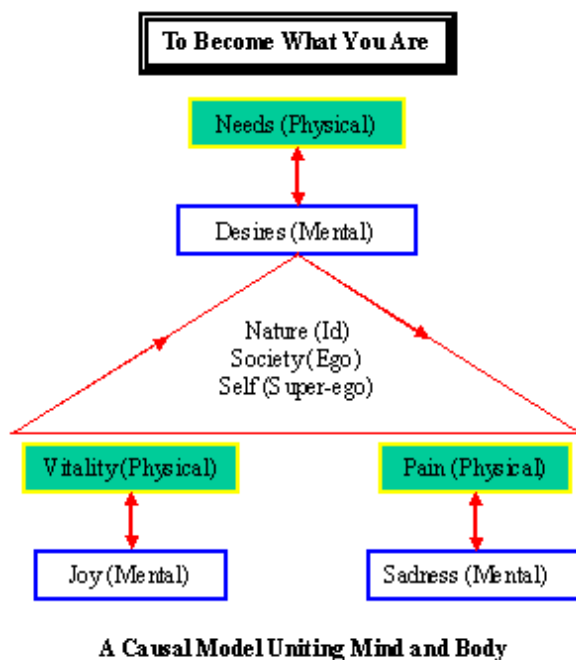 To Become What You Are
Needs (Physical)
Desires (Mental)
Nature (Id)
Society (Ego)
Self (Super-ego)
Vitality (Physical)
Pain (Physical)
Joy (Mental)
Sadness (Mental)
A Causal Model Uniting Mind and Body